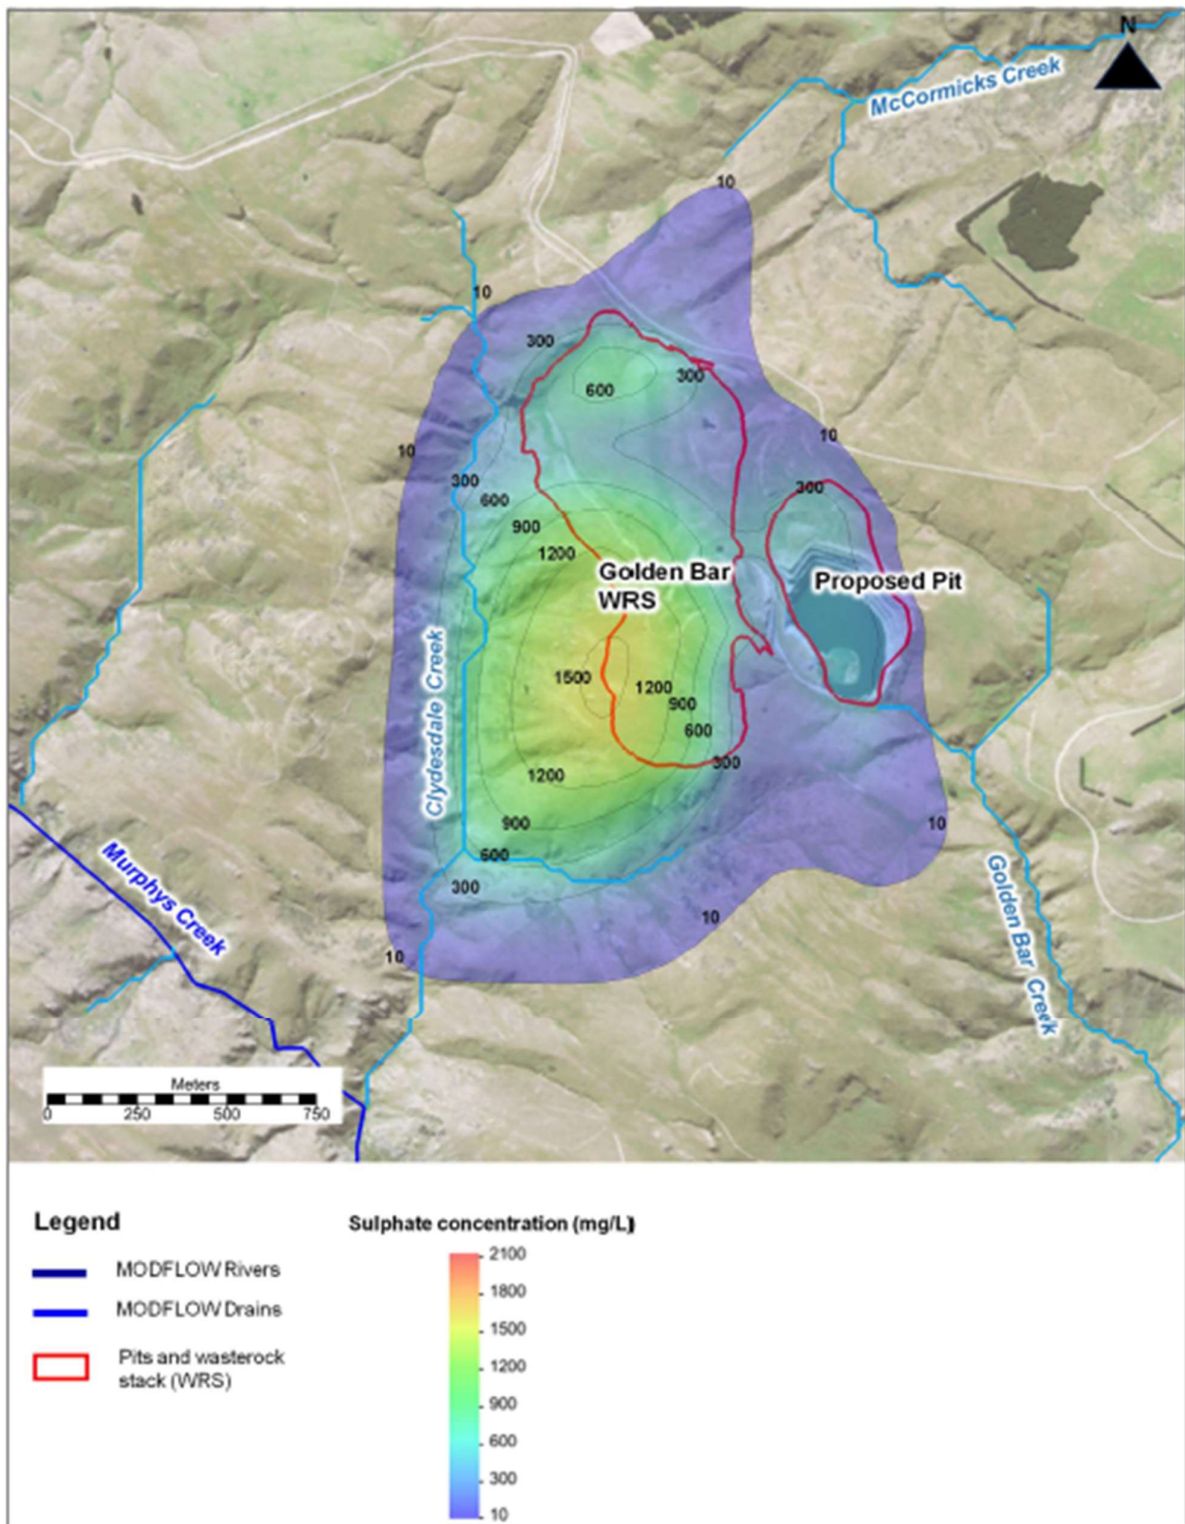 N
McCormicks Creek
10
10
300
300
600
10
10
300
300
600
900
1200
Golden Bar
WRS
Proposed Pit
Clydesdale Creek
1500
1200
900
600
300
1200
10
900
600
300
10
10
Murphys Creek
Golden Bar Creek
Meters
0 250 500 750
Legend
MODFLOW Rivers
MODFLOW Drains
Pits and wasterock
stack (WRS)
Sulphate concentration (mg/L)
2100
1800
1500
1200
900
600
300
10